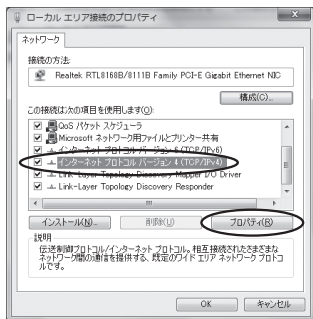 ローカル エリア接続のプロパティ
ネットワーク
接続の方法:
Realtek RTL8168B/8111B Family PCI-E Gigabit Ethernet NIC
構成(C)...
この接続は次の項目を使用します(O):
QoS パケット スケジューラ
Microsoft ネットワーク用ファイルとプリンター共有
インターネット プロトコル バージョン 6 (TCP/IPv6)
インターネット プロトコル バージョン 4 (TCP/IPv4)
Link-Layer Topology Discovery Mapper I/O Driver
Link-Layer Topology Discovery Responder
インストール(N)...
削除(U)
プロパティ(R)
説明
伝送制御プロトコル/インターネット プロトコル。相互接続されたさまざまな
ネットワーク間の通信を提供する、既定のワイド エリア ネットワーク プロトコ
ルです。
OK
キャンセル